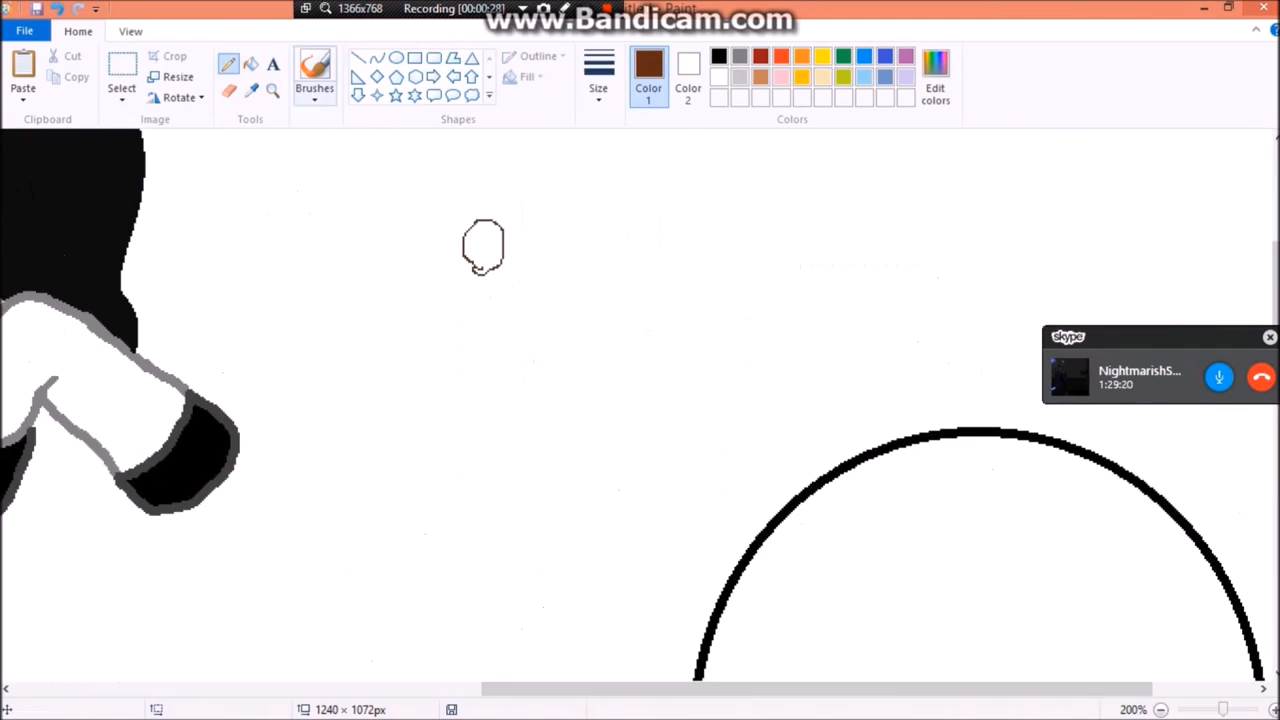 1366x768 Recording [00:00:28]
www.Bandicam.com
Paint
File Home View
Paste
Cut
Copy
Clipboard
Select
Crop
Resize
Rotate
Image
A
Tools
Brushes
Outline
Fill
Shapes
Size
Color 1
Color 2
Edit colors
Colors
skype
NightmarishS...
1:29:20
1240 × 1072px
200%